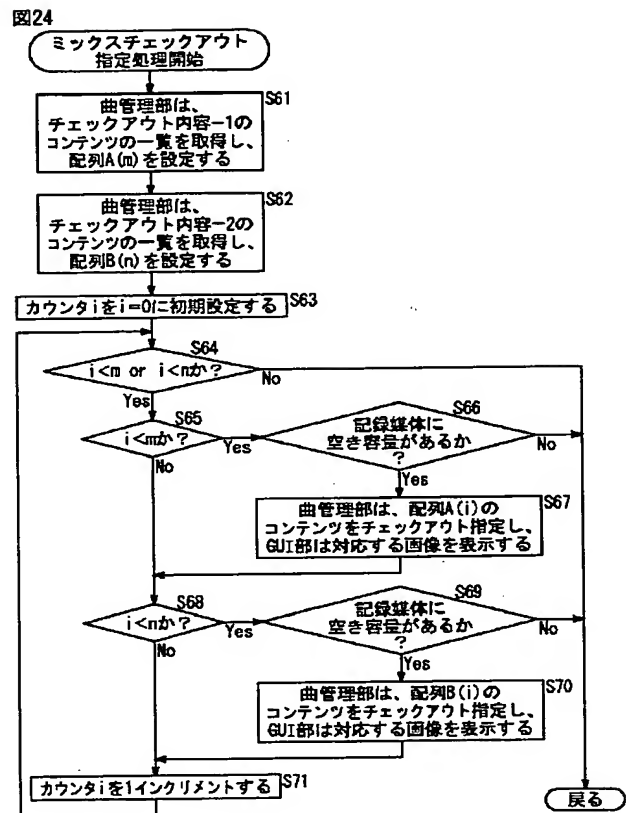 図24
ミックスチェックアウト
指定処理開始
S61
曲管理部は、
チェックアウト内容-1の
コンテンツの一覧を取得し、
配列A(m)を設定する
S62
曲管理部は、
チェックアウト内容-2の
コンテンツの一覧を取得し、
配列B(n)を設定する
カウンタiをi=0に初期設定する
S63
S64
i<m or i<nか?
No
Yes
S65
i<mか?
Yes
No
S66
記録媒体に
空き容量があるか
?
No
Yes
S67
曲管理部は、配列A(i)の
コンテンツをチェックアウト指定し、
GUI部は対応する画像を表示する
S68
i<nか?
Yes
No
S69
記録媒体に
空き容量があるか
?
No
Yes
S70
曲管理部は、配列B(i)の
コンテンツをチェックアウト指定し、
GUI部は対応する画像を表示する
カウンタiを1インクリメントする
S71
戻る